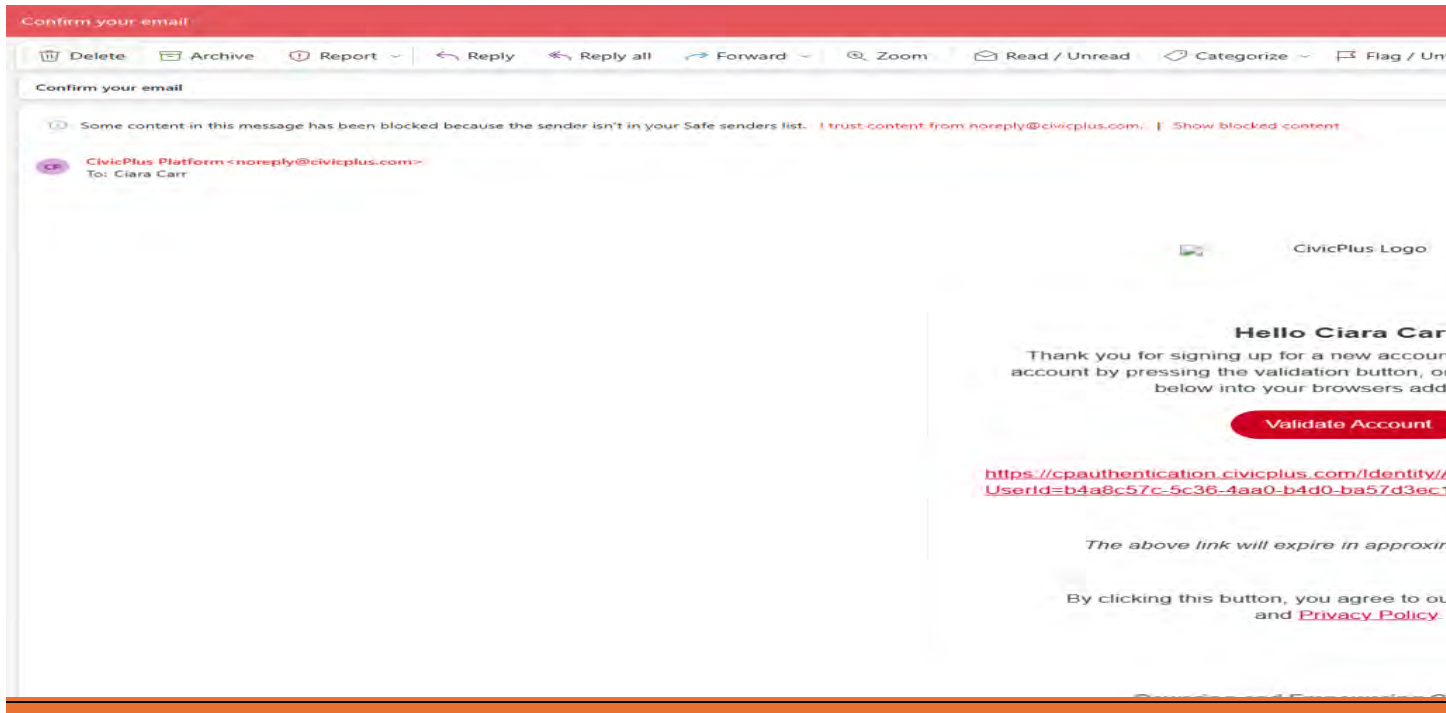 Confirm your email
Delete Archive Report Reply Reply all Forward Zoom Read / Unread Categorize Flag / Un
Confirm your email
Some content in this message has been blocked because the sender isn't in your Safe senders list. I trust content from noreply@civicplus.com. | Show blocked content
CP
CivicPlus Platform<noreply@civicplus.com>
To: Ciara Carr
CivicPlus Logo
Hello Ciara Car
Thank you for signing up for a new accoun
account by pressing the validation button, or
below into your browsers add
Validate Account
https://cpauthentication.civicplus.com/Identity//A
UserId=b4a8c57c-5c36-4aa0-b4d0-ba57d3ec1
The above link will expire in approxin
By clicking this button, you agree to ou
and Privacy Policy